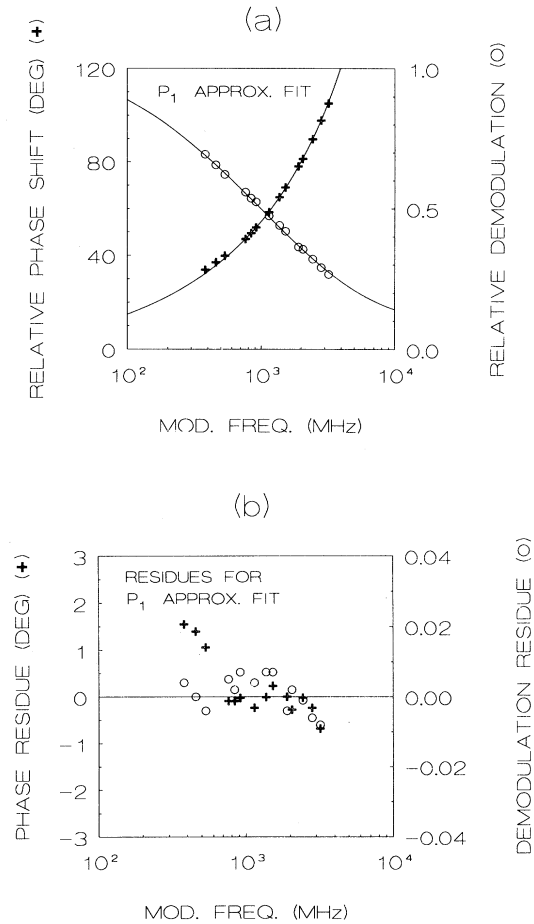 (a)
RELATIVE PHASE SHIFT (DEG) (+)
120
80
40
0
P1 APPROX. FIT
1.0
0.5
0.0
RELATIVE DEMODULATION (O)
10^2
10^3
10^4
MOD. FREQ. (MHz)
(b)
PHASE RESIDUE (DEG) (+)
3
2
1
0
-1
-2
-3
RESIDUES FOR
P1 APPROX. FIT
0.04
0.02
0.00
-0.02
-0.04
DEMODULATION RESIDUE (o)
10^2
10^3
10^4
MOD. FREQ. (MHz)